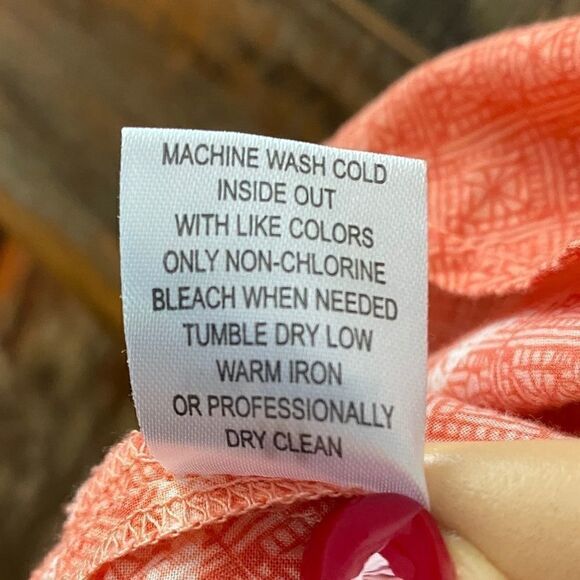 MACHINE WASH COLD
INSIDE OUT
WITH LIKE COLORS
ONLY NON-CHLORINE
BLEACH WHEN NEEDED
TUMBLE DRY LOW
WARM IRON
OR PROFESSIONALLY
DRY CLEAN